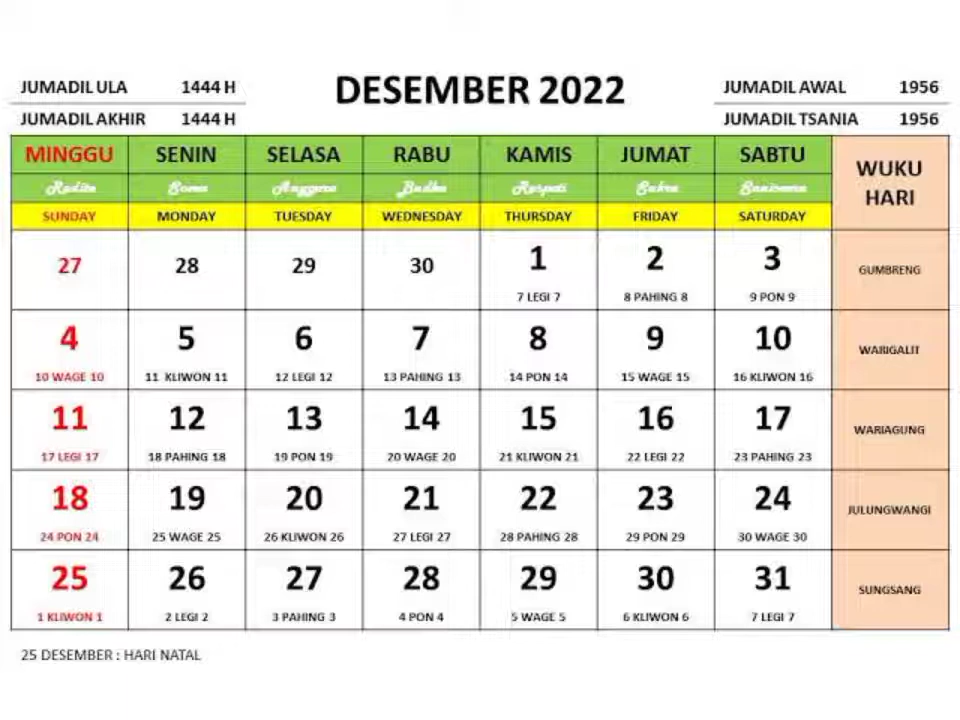 JUMADIL ULA 1444 H DESEMBER 2022 JUMADIL AWAL 1956
JUMADIL AKHIR 1444 H JUMADIL TSANIA 1956
MINGGU SENIN SELASA RABU KAMIS JUMAT SABTU WUKU HARI
Radite Soma Anggara Budha Respati Sukra Saniscara
SUNDAY MONDAY TUESDAY WEDNESDAY THURSDAY FRIDAY SATURDAY
27 28 29 30 1 2 3 GUMBRENG
7 LEGI 7 8 PAHING 8 9 PON 9
4 5 6 7 8 9 10 WARIGALIT
10 WAGE 10 11 KLIWON 11 12 LEGI 12 13 PAHING 13 14 PON 14 15 WAGE 15 16 KLIWON 16
11 12 13 14 15 16 17 WARIAGUNG
17 LEGI 17 18 PAHING 18 19 PON 19 20 WAGE 20 21 KLIWON 21 22 LEGI 22 23 PAHING 23
18 19 20 21 22 23 24 JULUNGWANGI
24 PON 24 25 WAGE 25 26 KLIWON 26 27 LEGI 27 28 PAHING 28 29 PON 29 30 WAGE 30
25 26 27 28 29 30 31 SUNGSANG
1 KLIWON 1 2 LEGI 2 3 PAHING 3 4 PON 4 5 WAGE 5 6 KLIWON 6 7 LEGI 7
25 DESEMBER : HARI NATAL